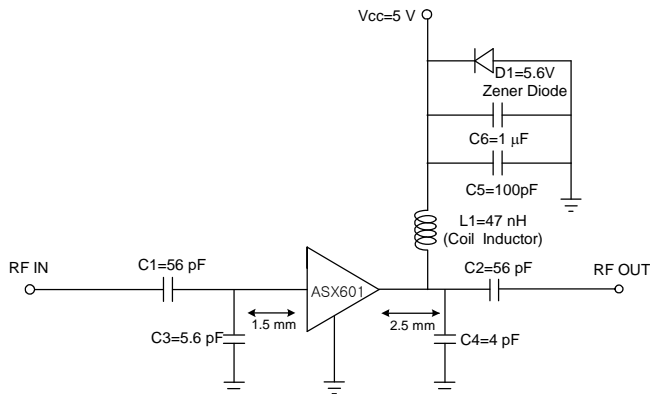 Vcc=5 V
D1=5.6V
Zener Diode
C6=1 μF
C5=100pF
L1=47 nH
(Coil Inductor)
RF IN
C1=56 pF
ASX601
C2=56 pF
RF OUT
1.5 mm
2.5 mm
C3=5.6 pF
C4=4 pF